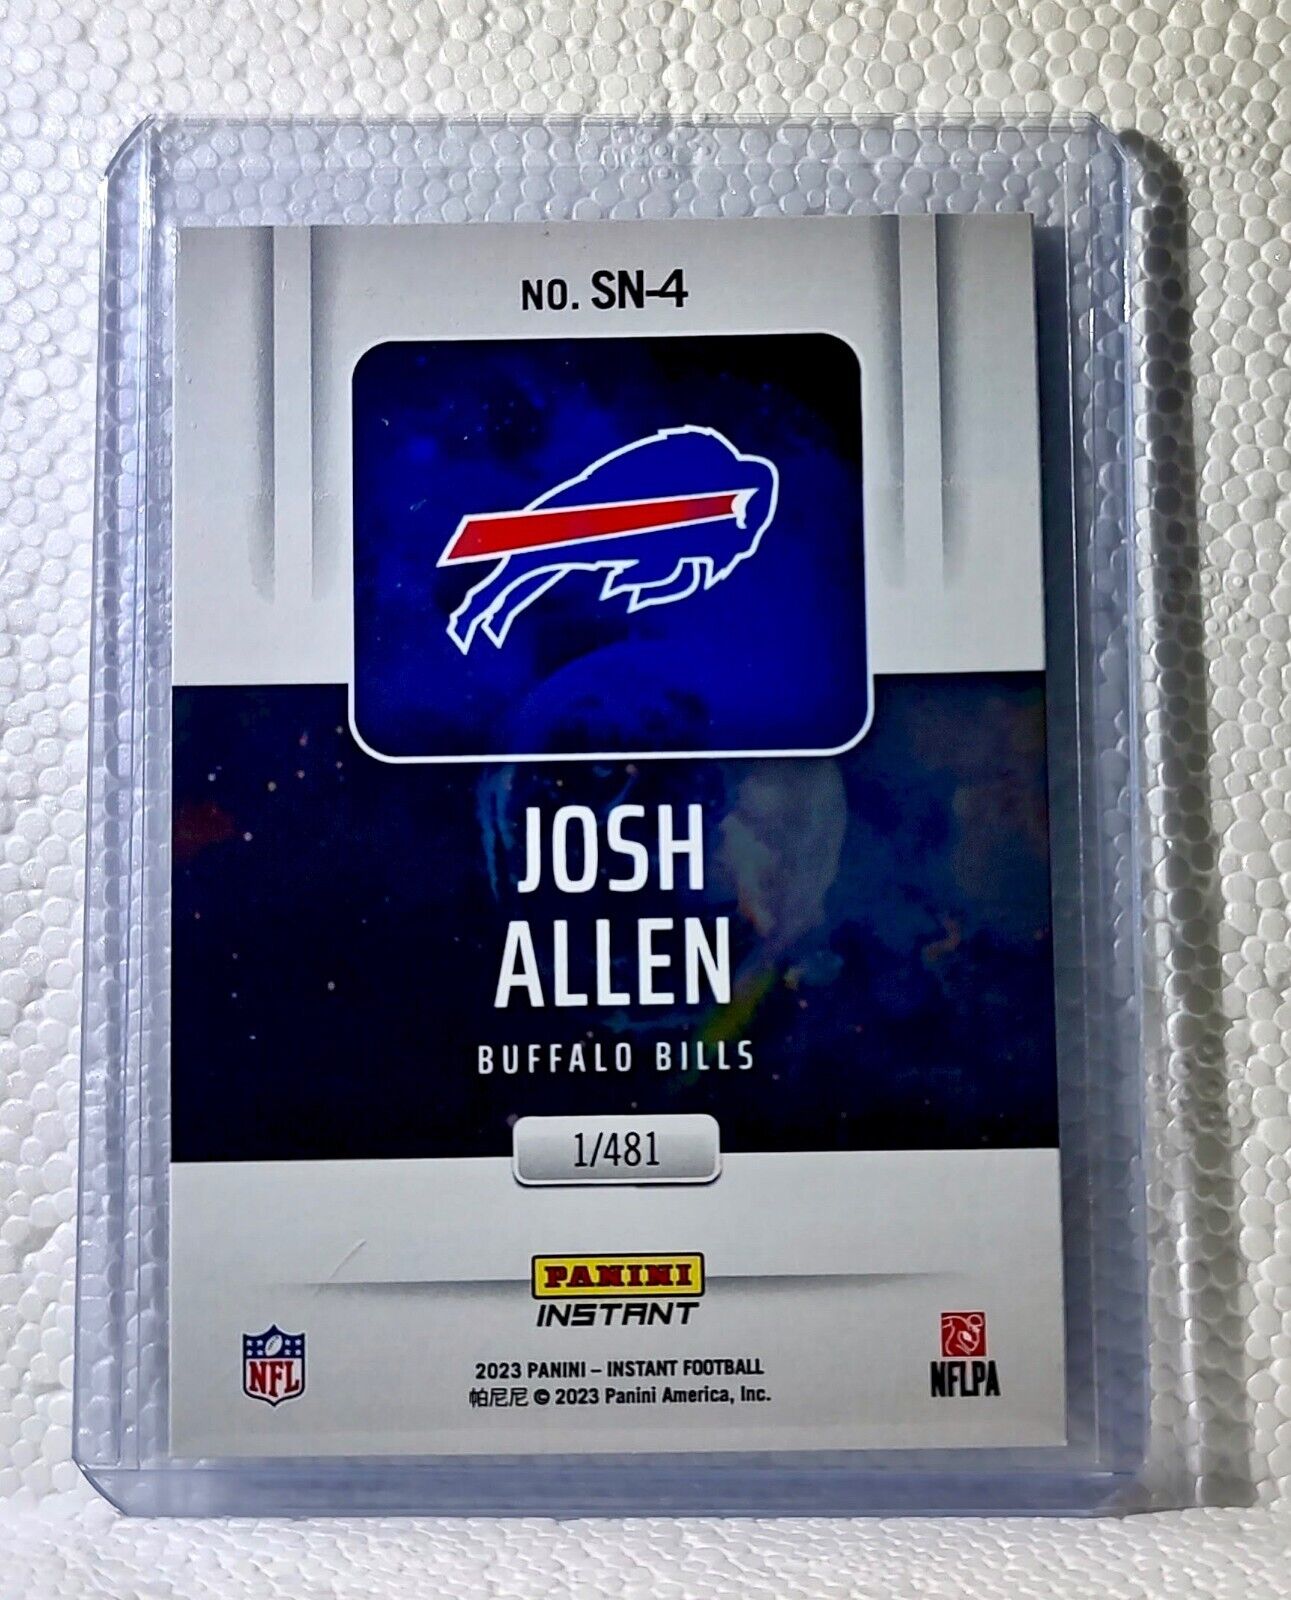 NO. SN-4
JOSH
ALLEN
BUFFALO BILLS
1/481
PANINI
INSTANT
NFL
2023 PANINI – INSTANT FOOTBALL
帕尼尼 © 2023 Panini America, Inc.
NFLPA